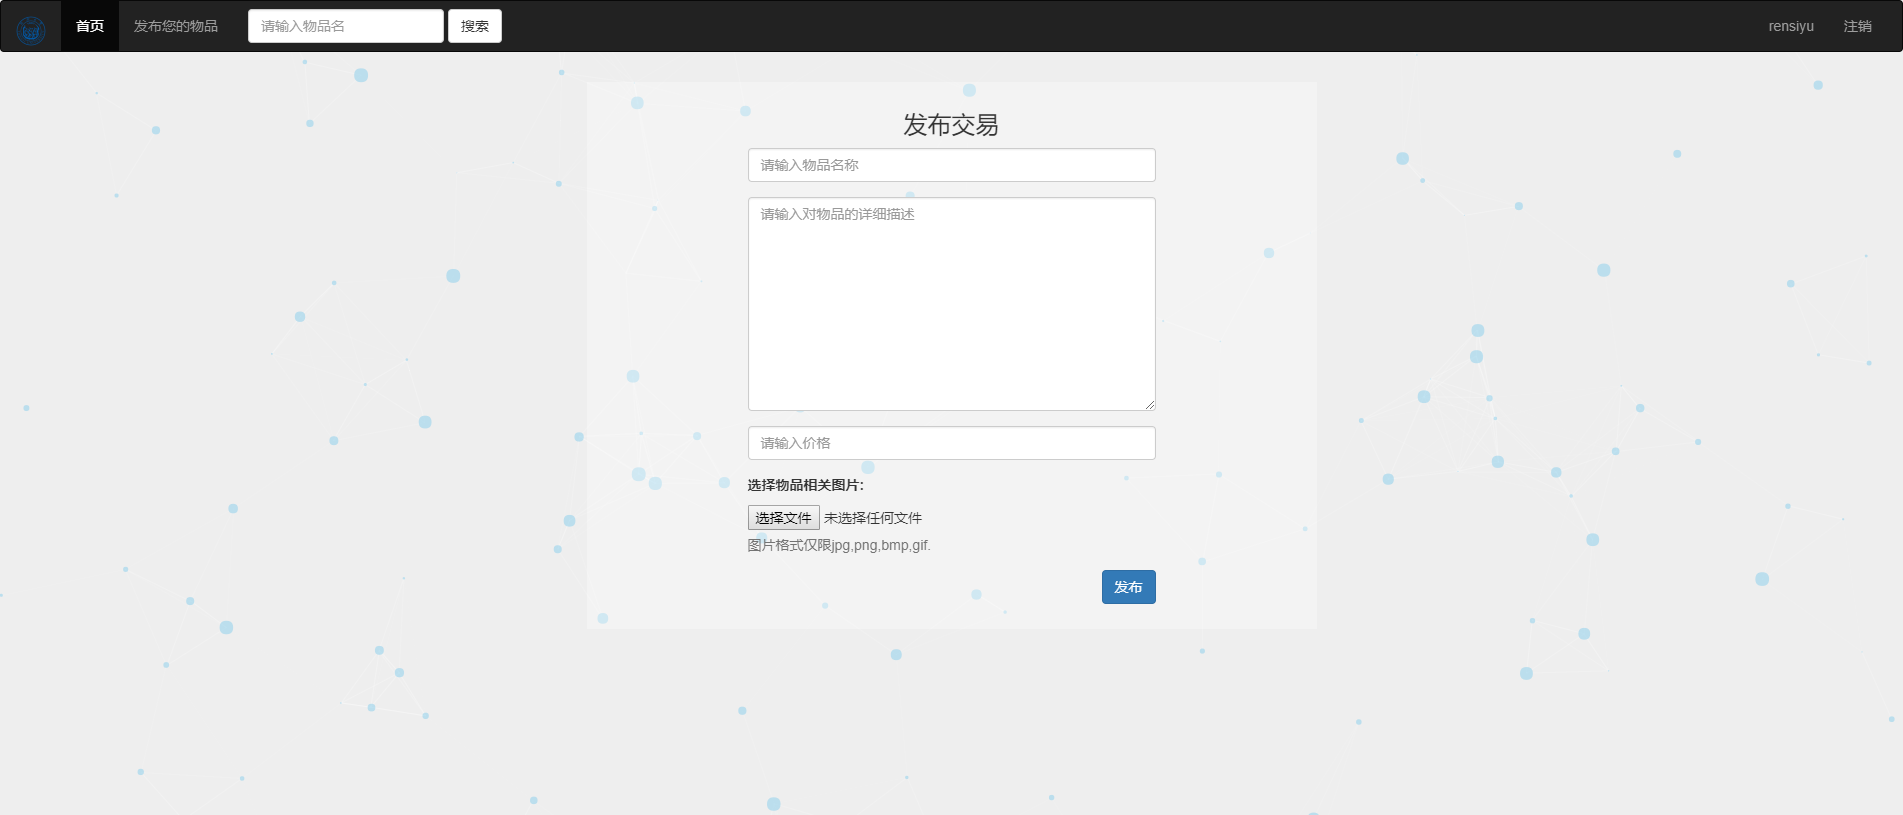 首页 发布您的物品 请输入物品名 搜索 rensiyu 注销
发布交易
请输入物品名称
请输入对物品的详细描述
请输入价格
选择物品相关图片:
选择文件 未选择任何文件
图片格式仅限jpg,png,bmp,gif.
发布